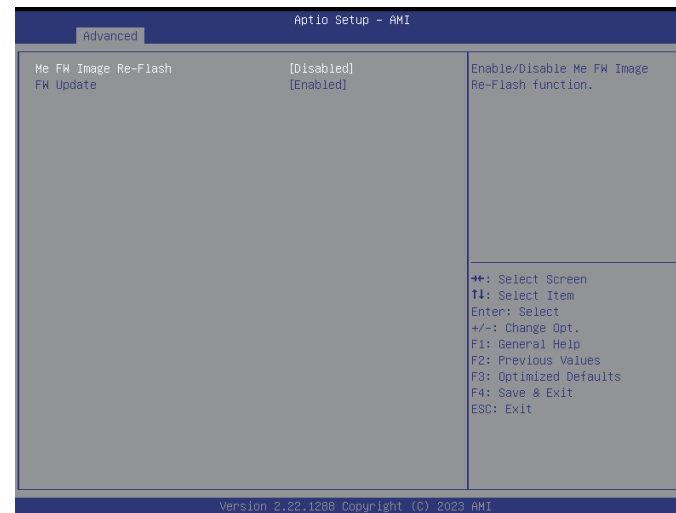 Aptio Setup – AMI
Advanced
Me FW Image Re-Flash [Disabled]
FW Update [Enabled]
Enable/Disable Me FW Image
Re-Flash function.
→←: Select Screen
↑↓: Select Item
Enter: Select
+/-: Change Opt.
F1: General Help
F2: Previous Values
F3: Optimized Defaults
F4: Save & Exit
ESC: Exit
Version 2.22.1288 Copyright (C) 2023 AMI